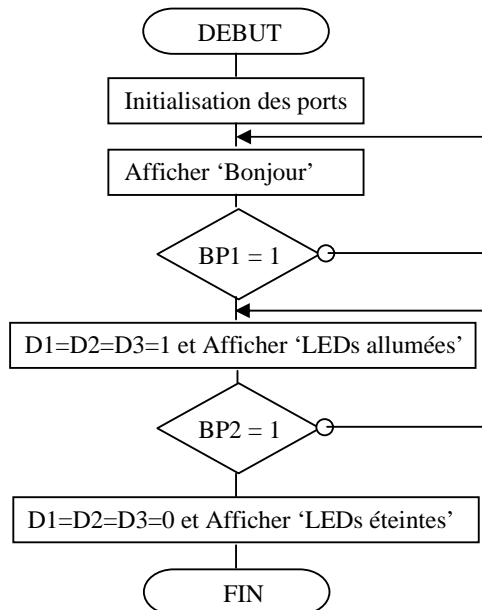 DEBUT
Initialisation des ports
Afficher ‘Bonjour’
BP1 = 1
D1=D2=D3=1 et Afficher ‘LEDs allumées’
BP2 = 1
D1=D2=D3=0 et Afficher ‘LEDs éteintes’
FIN